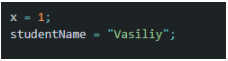 x = 1;
studentName = "Vasiliy";